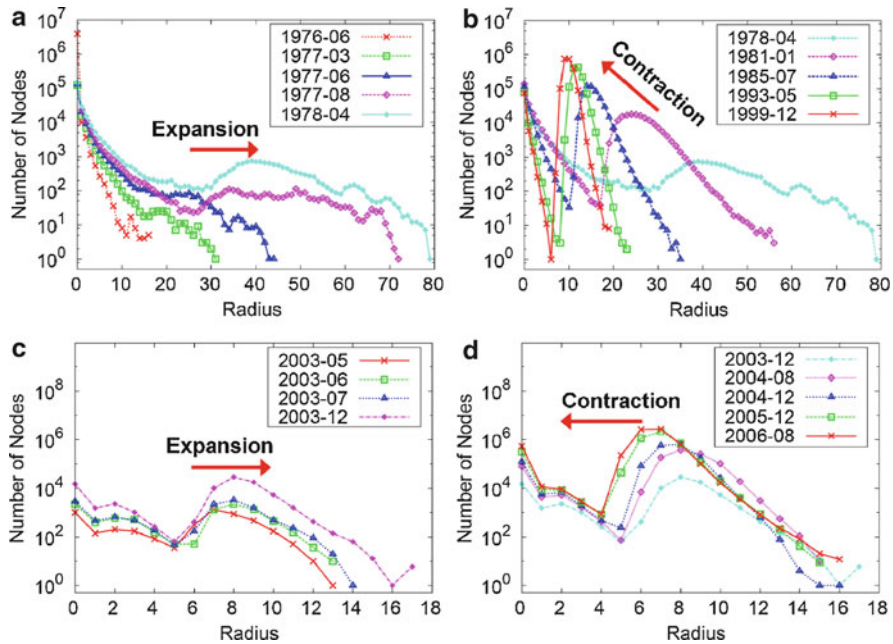 a
10^7
10^6
10^5
10^4
10^3
10^2
10^1
10^0
Number of Nodes
1976-06
1977-03
1977-06
1977-08
1978-04
Expansion
0 10 20 30 40 50 60 70 80
Radius
b
10^7
10^6
10^5
10^4
10^3
10^2
10^1
10^0
Number of Nodes
1978-04
1981-01
1985-07
1993-05
1999-12
Contraction
0 10 20 30 40 50 60 70 80
Radius
c
10^8
10^6
10^4
10^2
10^0
Number of Nodes
2003-05
2003-06
2003-07
2003-12
Expansion
0 2 4 6 8 10 12 14 16 18
Radius
d
10^8
10^6
10^4
10^2
10^0
Number of Nodes
2003-12
2004-08
2004-12
2005-12
2006-08
Contraction
0 2 4 6 8 10 12 14 16 18
Radius